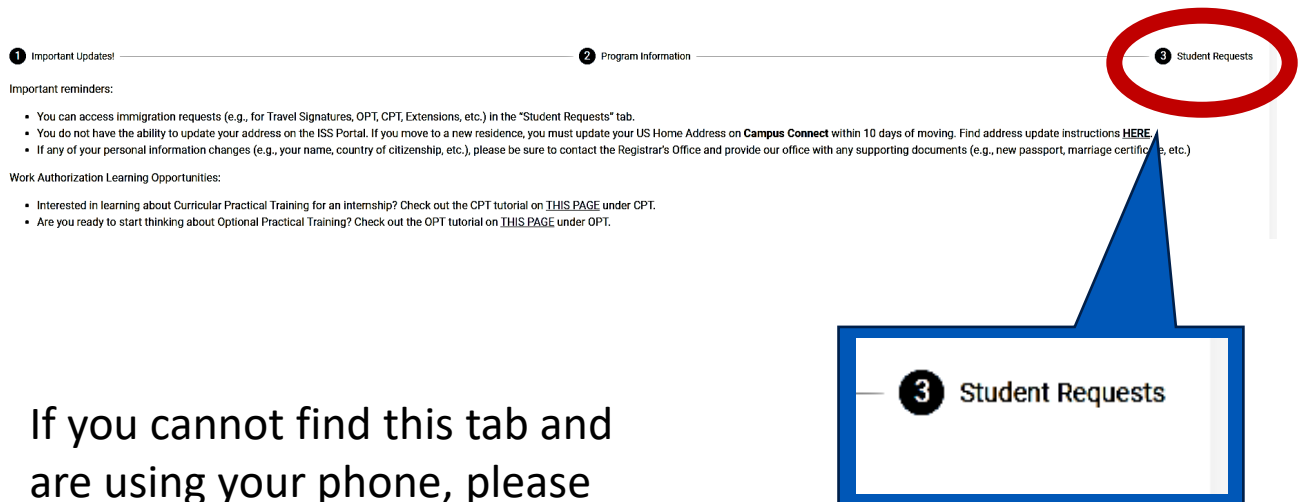 1 Important Updates! 2 Program Information 3 Student Requests
Important reminders:
• You can access immigration requests (e.g., for Travel Signatures, OPT, CPT, Extensions, etc.) in the "Student Requests" tab.
• You do not have the ability to update your address on the ISS Portal. If you move to a new residence, you must update your US Home Address on Campus Connect within 10 days of moving. Find address update instructions HERE.
• If any of your personal information changes (e.g., your name, country of citizenship, etc.), please be sure to contact the Registrar's Office and provide our office with any supporting documents (e.g., new passport, marriage certificate, etc.)
Work Authorization Learning Opportunities:
• Interested in learning about Curricular Practical Training for an internship? Check out the CPT tutorial on THIS PAGE under CPT.
• Are you ready to start thinking about Optional Practical Training? Check out the OPT tutorial on THIS PAGE under OPT.
3 Student Requests
If you cannot find this tab and
are using your phone, please